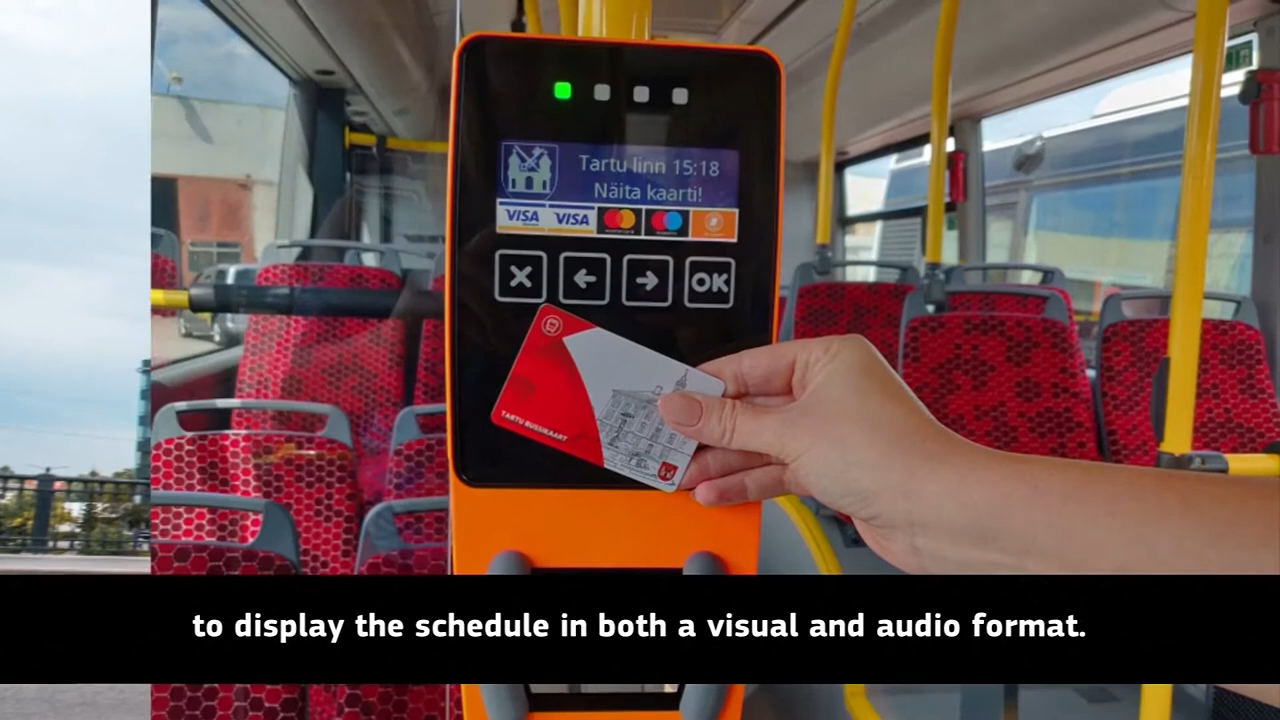 Tartu linn 15:18
Näita kaarti!
VISA VISA
OK
TARTU BUSSIKAART
to display the schedule in both a visual and audio format.